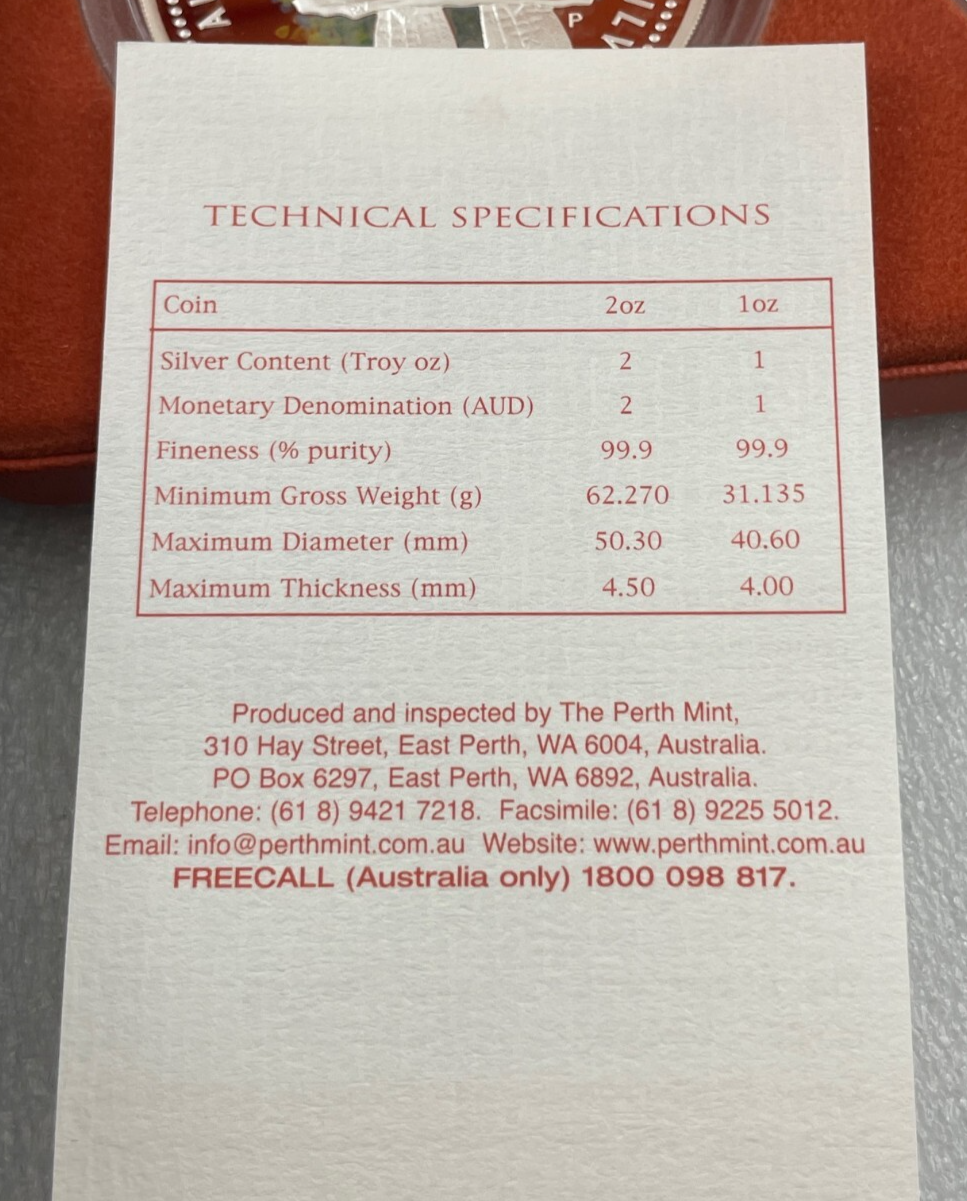 P
TECHNICAL SPECIFICATIONS
Coin 2oz 1oz
Silver Content (Troy oz) 2 1
Monetary Denomination (AUD) 2 1
Fineness (% purity) 99.9 99.9
Minimum Gross Weight (g) 62.270 31.135
Maximum Diameter (mm) 50.30 40.60
Maximum Thickness (mm) 4.50 4.00
Produced and inspected by The Perth Mint,
310 Hay Street, East Perth, WA 6004, Australia.
PO Box 6297, East Perth, WA 6892, Australia.
Telephone: (61 8) 9421 7218. Facsimile: (61 8) 9225 5012.
Email: info@perthmint.com.au Website: www.perthmint.com.au
FREECALL (Australia only) 1800 098 817.